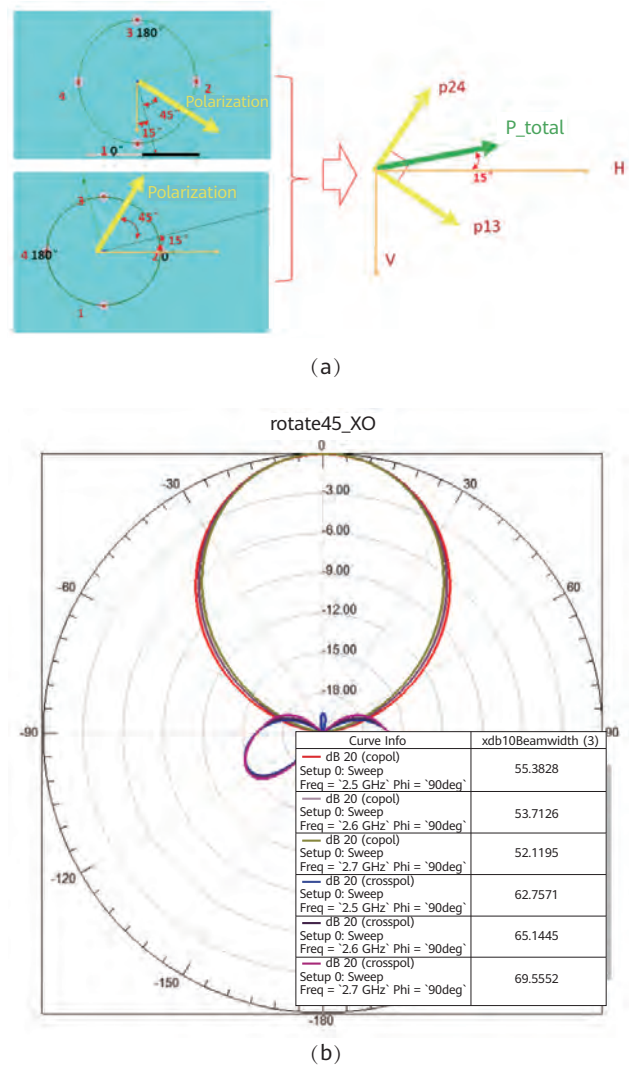 3 180°
4
2
Polarization
45°
15°
1 0°
Polarization
3
45°
15°
4 180°
2 0°
1
p24
P_total
15°
H
p13
V
(a)
rotate45_XO
0
-30
30
-3.00
-6.00
-60
60
-9.00
-12.00
-15.00
-18.00
-90
90
Curve Info
xdb10Beamwidth (3)
dB 20 (copol)
Setup 0: Sweep
Freq = `2.5 GHz` Phi = `90deg`
55.3828
dB 20 (copol)
Setup 0: Sweep
Freq = `2.6 GHz` Phi = `90deg`
53.7126
dB 20 (copol)
Setup 0: Sweep
Freq = `2.7 GHz` Phi = `90deg`
52.1195
dB 20 (crosspol)
Setup 0: Sweep
Freq = `2.5 GHz` Phi = `90deg`
62.7571
dB 20 (crosspol)
Setup 0: Sweep
Freq = `2.6 GHz` Phi = `90deg`
65.1445
dB 20 (crosspol)
Setup 0: Sweep
Freq = `2.7 GHz` Phi = `90deg`
69.5552
-120
-150
-180
(b)